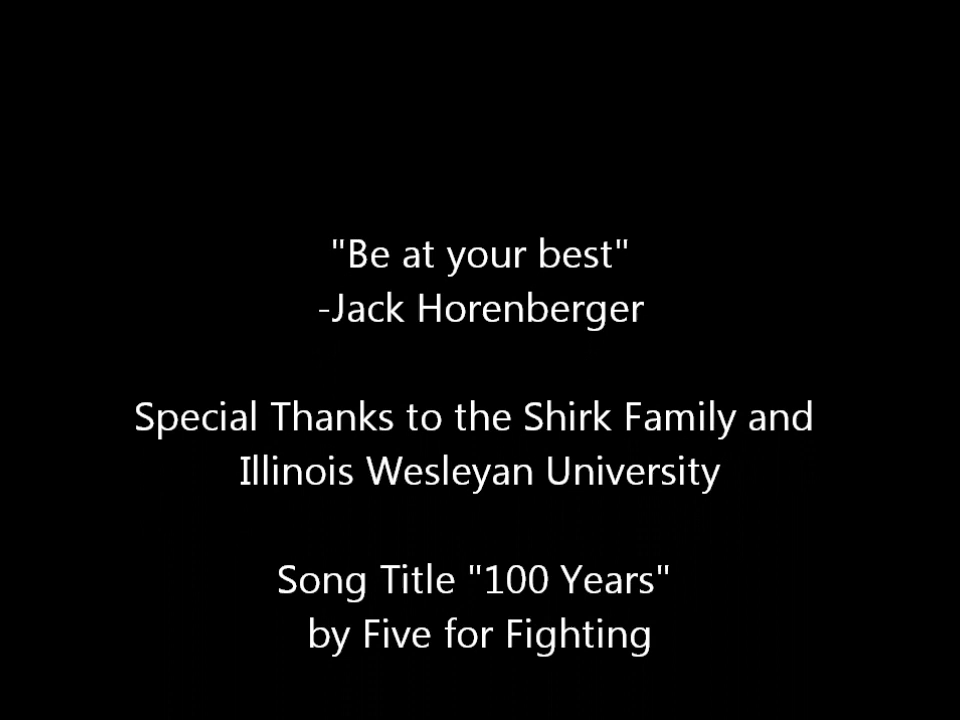 "Be at your best"
-Jack Horenberger
Special Thanks to the Shirk Family and
Illinois Wesleyan University
Song Title "100 Years"
by Five for Fighting